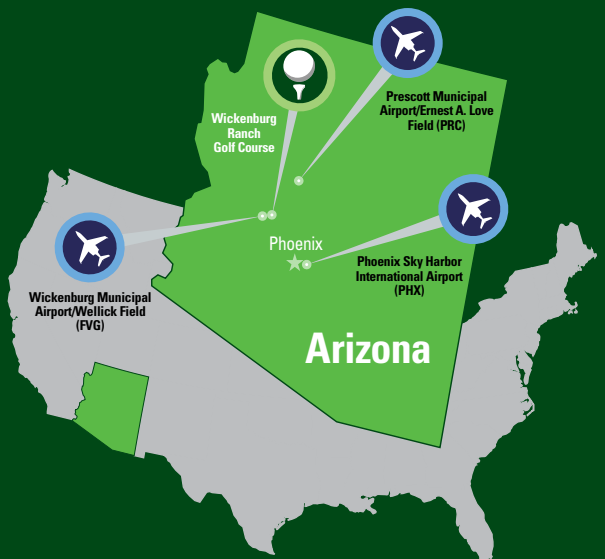 Prescott Municipal
Airport/Ernest A. Love
Field (PRC)
Wickenburg
Ranch
Golf Course
Phoenix
Phoenix Sky Harbor
International Airport
(PHX)
Wickenburg Municipal
Airport/Wellick Field
(FVG)
Arizona